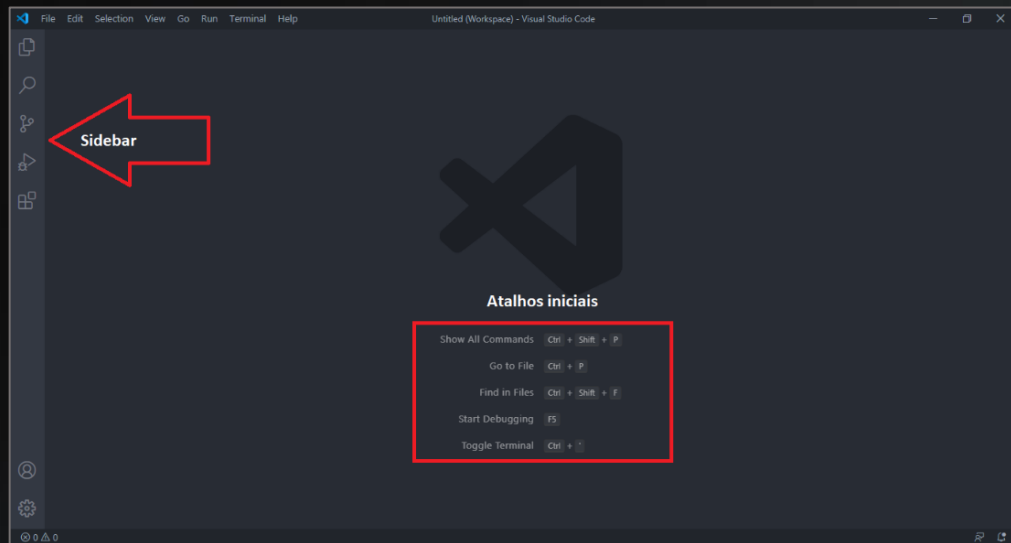 File Edit Selection View Go Run Terminal Help Untitled (Workspace) - Visual Studio Code
Sidebar
Atalhos iniciais
Show All Commands Ctrl + Shift + P
Go to File Ctrl + P
Find in Files Ctrl + Shift + F
Start Debugging F5
Toggle Terminal Ctrl + `
0 0